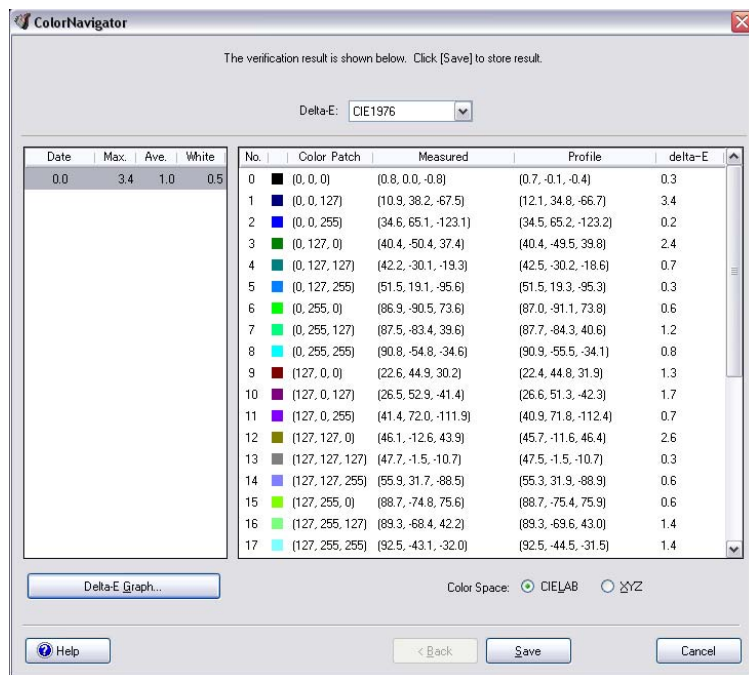 ColorNavigator
The verification result is shown below. Click [Save] to store result.
Delta-E: CIE1976
Date Max. Ave. White
0.0 3.4 1.0 0.5
No. Color Patch Measured Profile delta-E
0 (0, 0, 0) (0.8, 0.0, -0.8) (0.7, -0.1, -0.4) 0.3
1 (0, 0, 127) (10.9, 38.2, -67.5) (12.1, 34.8, -66.7) 3.4
2 (0, 0, 255) (34.6, 65.1, -123.1) (34.5, 65.2, -123.2) 0.2
3 (0, 127, 0) (40.4, -50.4, 37.4) (40.4, -49.5, 39.8) 2.4
4 (0, 127, 127) (42.2, -30.1, -19.3) (42.5, -30.2, -18.6) 0.7
5 (0, 127, 255) (51.5, 19.1, -95.6) (51.5, 19.3, -95.3) 0.3
6 (0, 255, 0) (86.9, -90.5, 73.6) (87.0, -91.1, 73.8) 0.6
7 (0, 255, 127) (87.5, -83.4, 39.6) (87.7, -84.3, 40.6) 1.2
8 (0, 255, 255) (90.8, -54.8, -34.6) (90.9, -55.5, -34.1) 0.8
9 (127, 0, 0) (22.6, 44.9, 30.2) (22.4, 44.8, 31.9) 1.3
10 (127, 0, 127) (26.5, 52.9, -41.4) (26.6, 51.3, -42.3) 1.7
11 (127, 0, 255) (41.4, 72.0, -111.9) (40.9, 71.8, -112.4) 0.7
12 (127, 127, 0) (46.1, -12.6, 43.9) (45.7, -11.6, 46.4) 2.6
13 (127, 127, 127) (47.7, -1.5, -10.7) (47.5, -1.5, -10.7) 0.3
14 (127, 127, 255) (55.9, 31.7, -88.5) (55.3, 31.9, -88.9) 0.6
15 (127, 255, 0) (88.7, -74.8, 75.6) (88.7, -75.4, 75.9) 0.6
16 (127, 255, 127) (89.3, -68.4, 42.2) (89.3, -69.6, 43.0) 1.4
17 (127, 255, 255) (92.5, -43.1, -32.0) (92.5, -44.5, -31.5) 1.4
Delta-E Graph...
Color Space: CIELAB XYZ
Help < Back Save Cancel